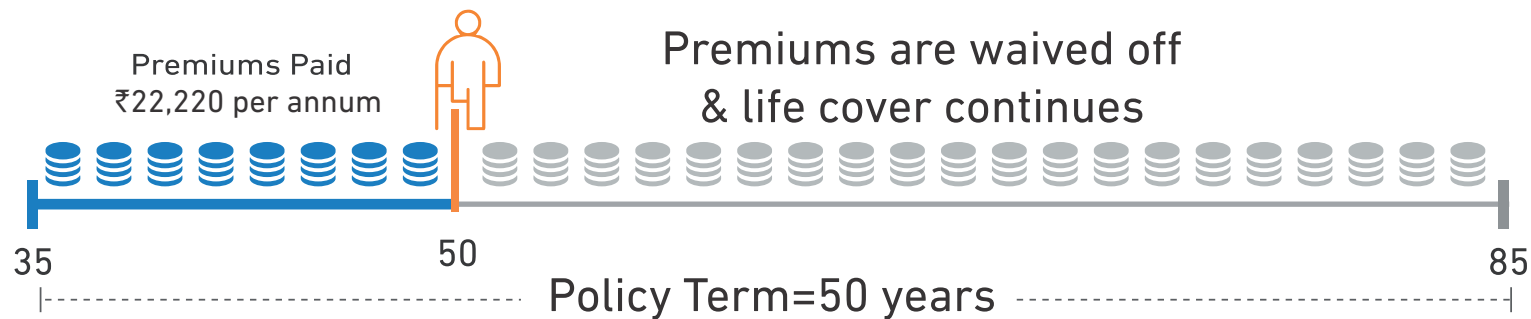 Premiums Paid
₹22,220 per annum
Premiums are waived off
& life cover continues
35
50
85
Policy Term=50 years